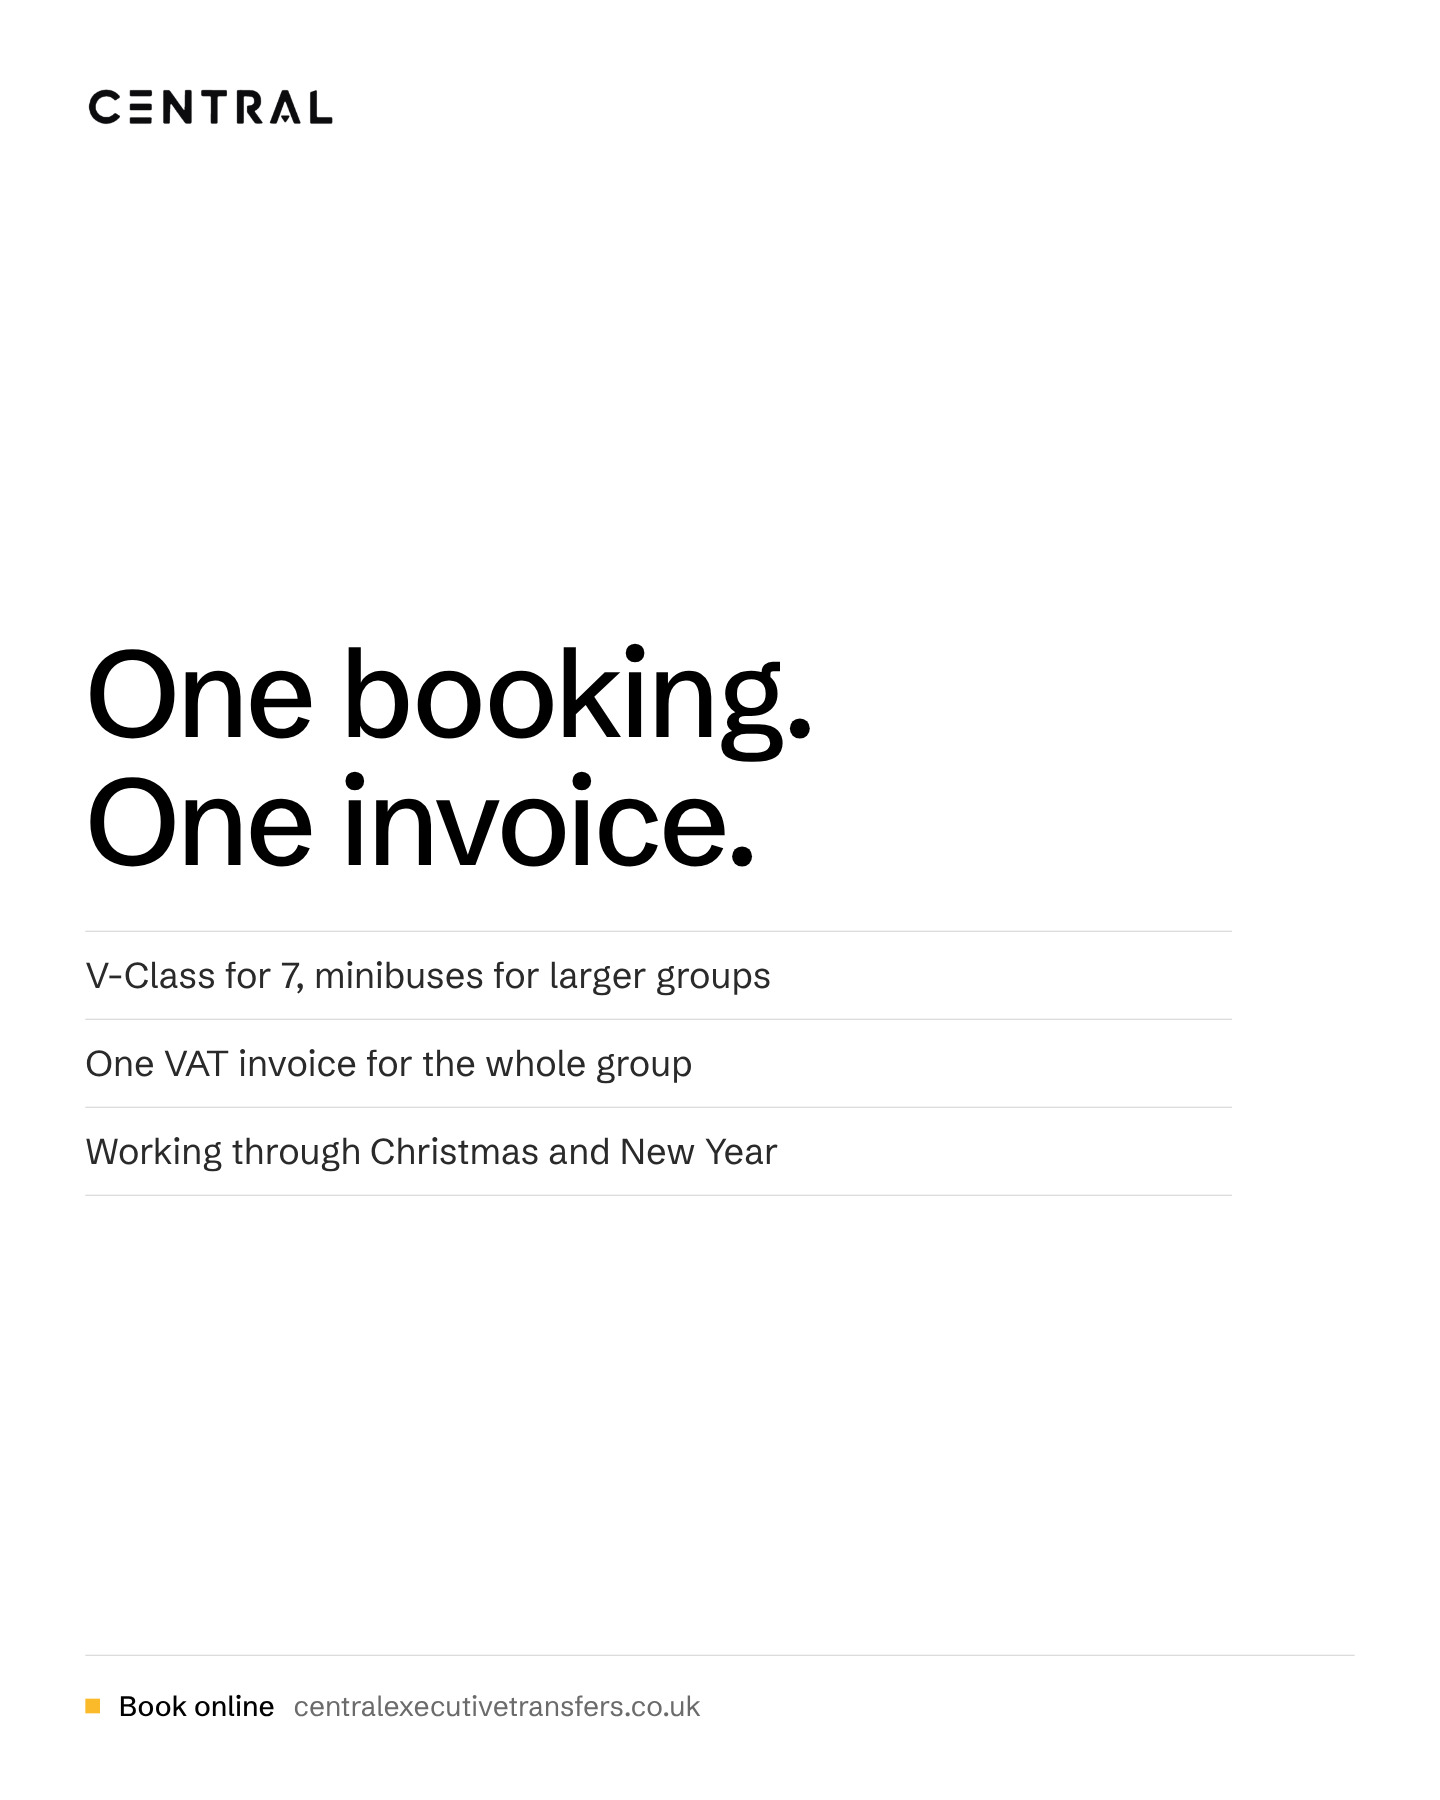 CENTRAL
One booking.
One invoice.
V-Class for 7, minibuses for larger groups
One VAT invoice for the whole group
Working through Christmas and New Year
Book online centralexecutivetransfers.co.uk